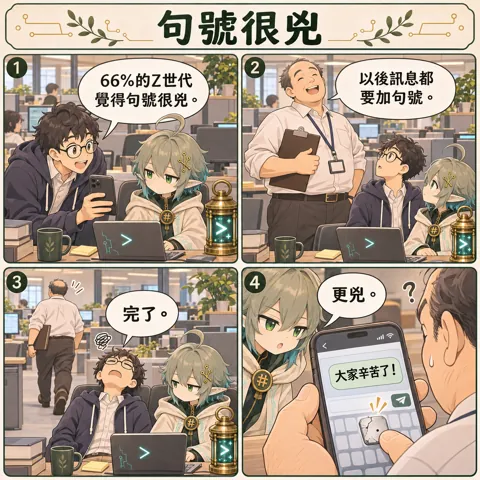 句號很兇
1
66%的Z世代
覺得句號很兇。
>
2
以後訊息都
要加句號。
>
3
完了。
>
4
更兇。
?
#
大家辛苦了!